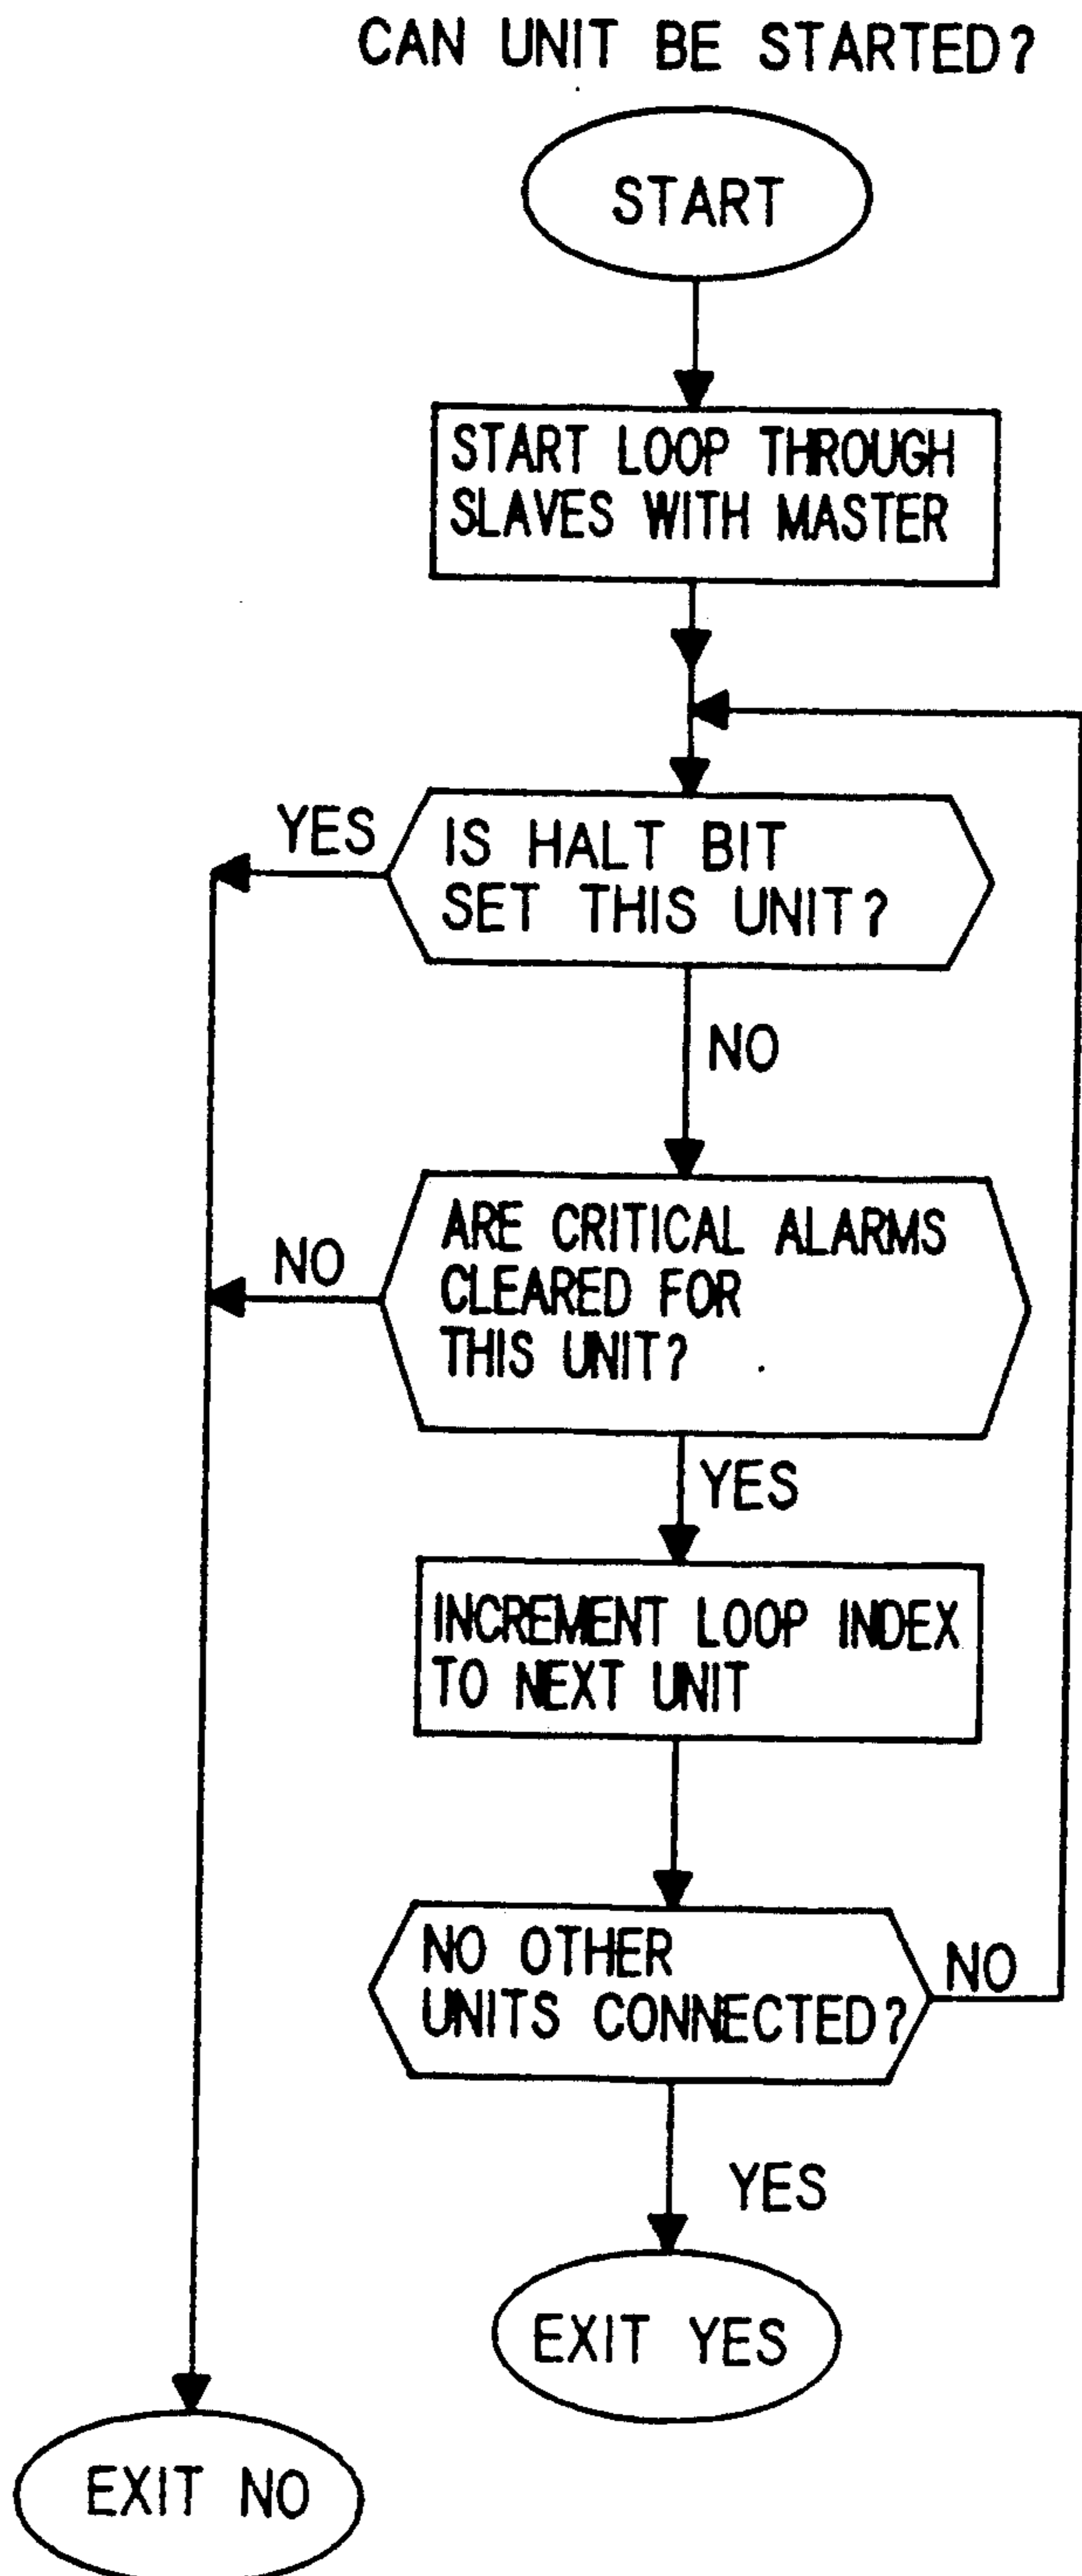 CAN UNIT BE STARTED?
START
START LOOP THROUGH
SLAVES WITH MASTER
YES
IS HALT BIT
SET THIS UNIT?
NO
NO
ARE CRITICAL ALARMS
CLEARED FOR
THIS UNIT?
YES
INCREMENT LOOP INDEX
TO NEXT UNIT
NO OTHER
UNITS CONNECTED?
NO
YES
EXIT YES
EXIT NO